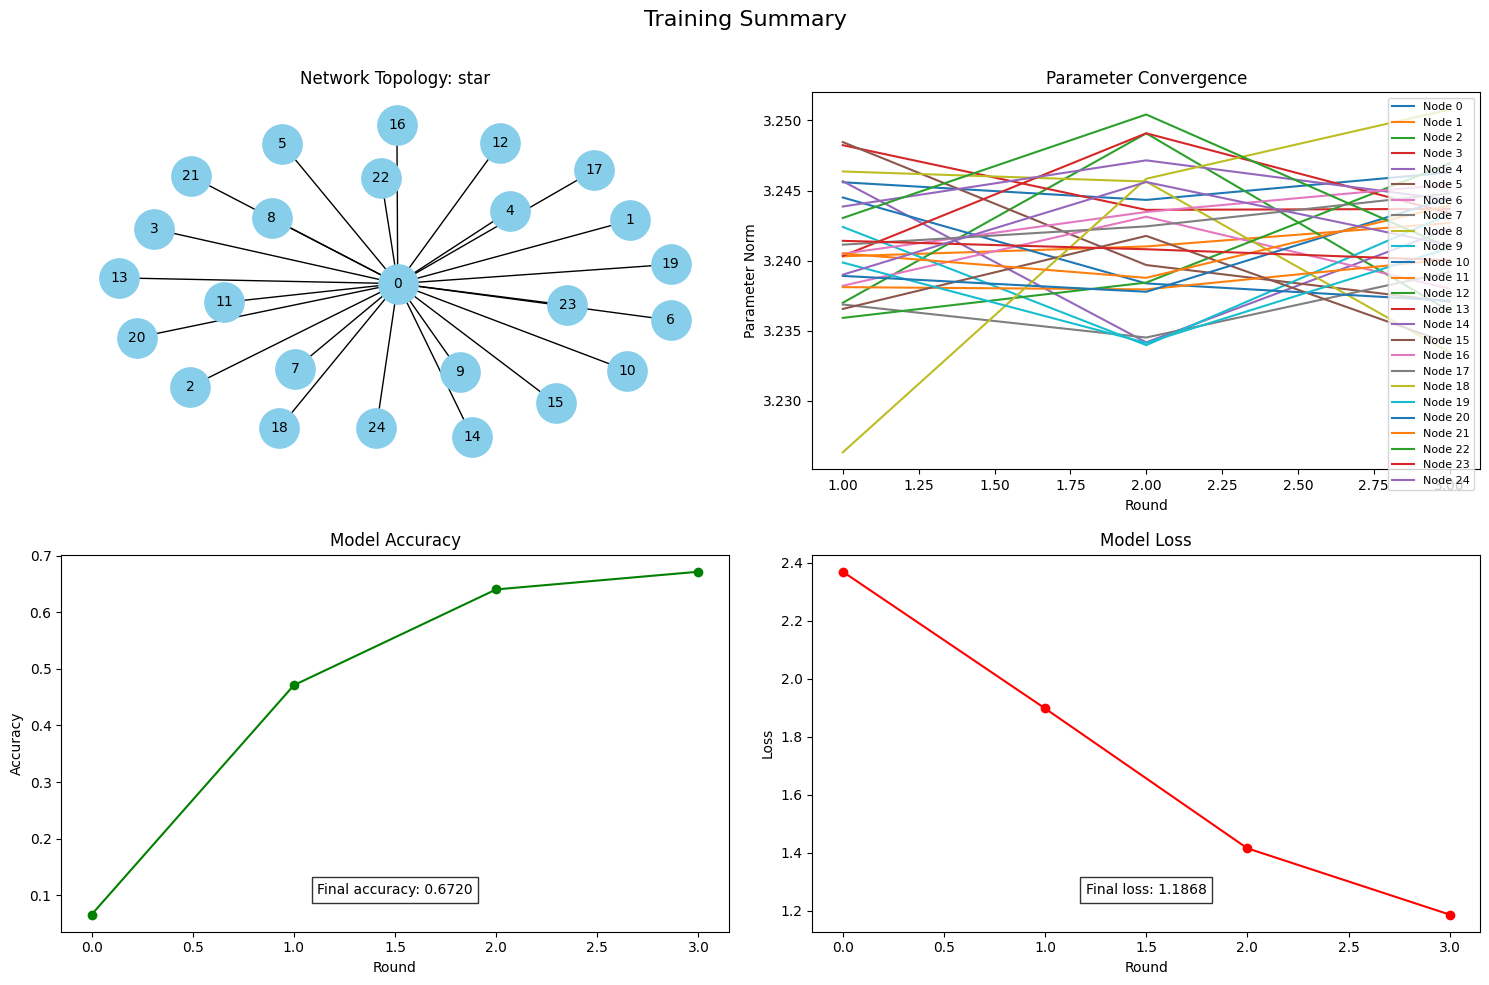 Training Summary
Network Topology: star
16
5
12
17
21
22
4
1
8
3
19
13
0
11
23
6
20
7
9
10
2
15
18
24
14
Parameter Convergence
Parameter Norm
3.250
3.245
3.240
3.235
3.230
1.00 1.25 1.50 1.75 2.00 2.25 2.50 2.75 3.00
Round
Node 0
Node 1
Node 2
Node 3
Node 4
Node 5
Node 6
Node 7
Node 8
Node 9
Node 10
Node 11
Node 12
Node 13
Node 14
Node 15
Node 16
Node 17
Node 18
Node 19
Node 20
Node 21
Node 22
Node 23
Node 24
Model Accuracy
Accuracy
0.7
0.6
0.5
0.4
0.3
0.2
0.1
Final accuracy: 0.6720
0.0 0.5 1.0 1.5 2.0 2.5 3.0
Round
Model Loss
Loss
2.4
2.2
2.0
1.8
1.6
1.4
1.2
Final loss: 1.1868
0.0 0.5 1.0 1.5 2.0 2.5 3.0
Round